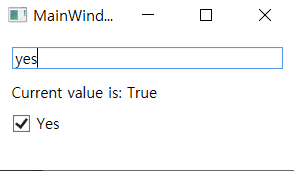 MainWind...
yes
Current value is: True
Yes